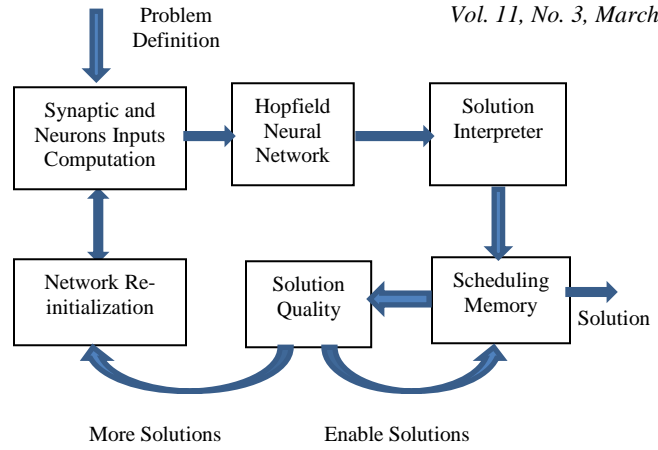 Vol. 11, No. 3, March
Problem
Definition
Synaptic and
Neurons Inputs
Computation
Hopfield
Neural
Network
Solution
Interpreter
Network Re-
initialization
Solution
Quality
Scheduling
Memory
Solution
More Solutions
Enable Solutions